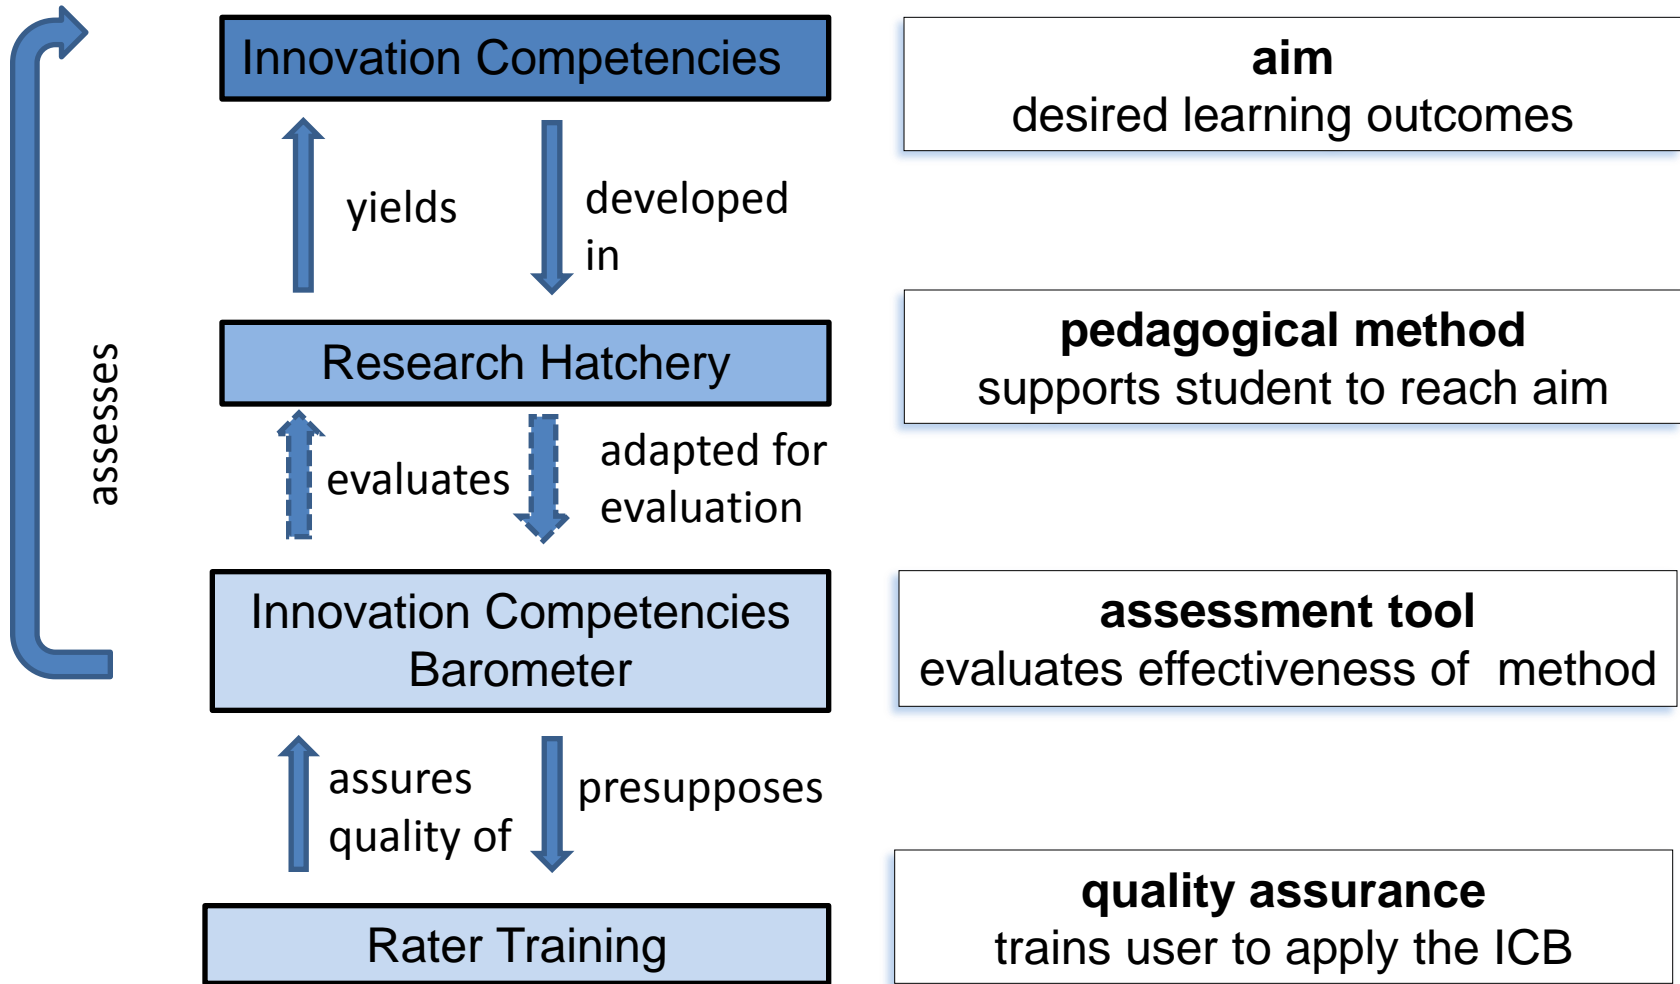 Innovation Competencies
aim
desired learning outcomes
yields
developed
in
Research Hatchery
pedagogical method
supports student to reach aim
assesses
evaluates
adapted for
evaluation
Innovation Competencies
Barometer
assessment tool
evaluates effectiveness of  method
assures
quality of
presupposes
Rater Training
quality assurance
trains user to apply the ICB